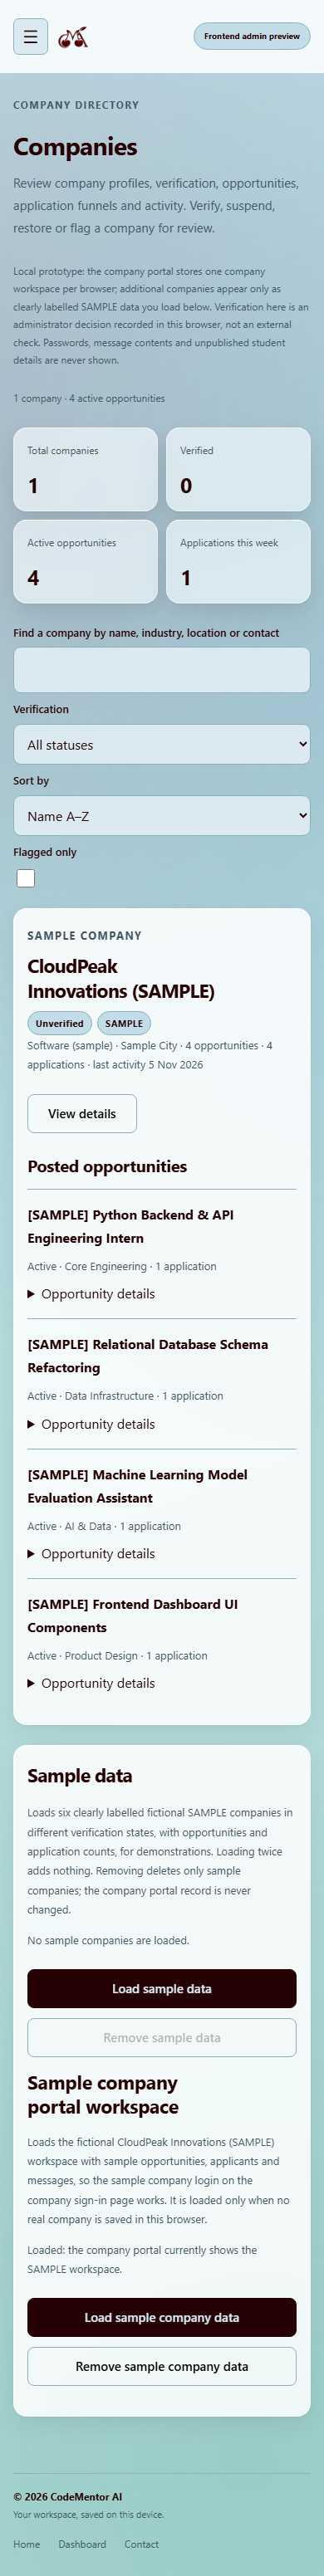 Frontend admin preview
COMPANY DIRECTORY
Companies
Review company profiles, verification, opportunities,
application funnels and activity. Verify, suspend,
restore or flag a company for review.
Local prototype: the company portal stores one company
workspace per browser; additional companies appear only as
clearly labelled SAMPLE data you load below. Verification here is an
administrator decision recorded in this browser, not an external
check. Passwords, message contents and unpublished student
details are never shown.
1 company · 4 active opportunities
Total companies
1
Verified
0
Active opportunities
4
Applications this week
1
Find a company by name, industry, location or contact
Verification
All statuses
Sort by
Name A–Z
Flagged only
SAMPLE COMPANY
CloudPeak
Innovations (SAMPLE)
Unverified
SAMPLE
Software (sample) · Sample City · 4 opportunities · 4
applications · last activity 5 Nov 2026
View details
Posted opportunities
[SAMPLE] Python Backend & API
Engineering Intern
Active · Core Engineering · 1 application
Opportunity details
[SAMPLE] Relational Database Schema
Refactoring
Active · Data Infrastructure · 1 application
Opportunity details
[SAMPLE] Machine Learning Model
Evaluation Assistant
Active · AI & Data · 1 application
Opportunity details
[SAMPLE] Frontend Dashboard UI
Components
Active · Product Design · 1 application
Opportunity details
Sample data
Loads six clearly labelled fictional SAMPLE companies in
different verification states, with opportunities and
application counts, for demonstrations. Loading twice
adds nothing. Removing deletes only sample
companies; the company portal record is never
changed.
No sample companies are loaded.
Load sample data
Remove sample data
Sample company
portal workspace
Loads the fictional CloudPeak Innovations (SAMPLE)
workspace with sample opportunities, applicants and
messages, so the sample company login on the
company sign-in page works. It is loaded only when no
real company is saved in this browser.
Loaded: the company portal currently shows the
SAMPLE workspace.
Load sample company data
Remove sample company data
© 2026 CodeMentor AI
Your workspace, saved on this device.
Home
Dashboard
Contact